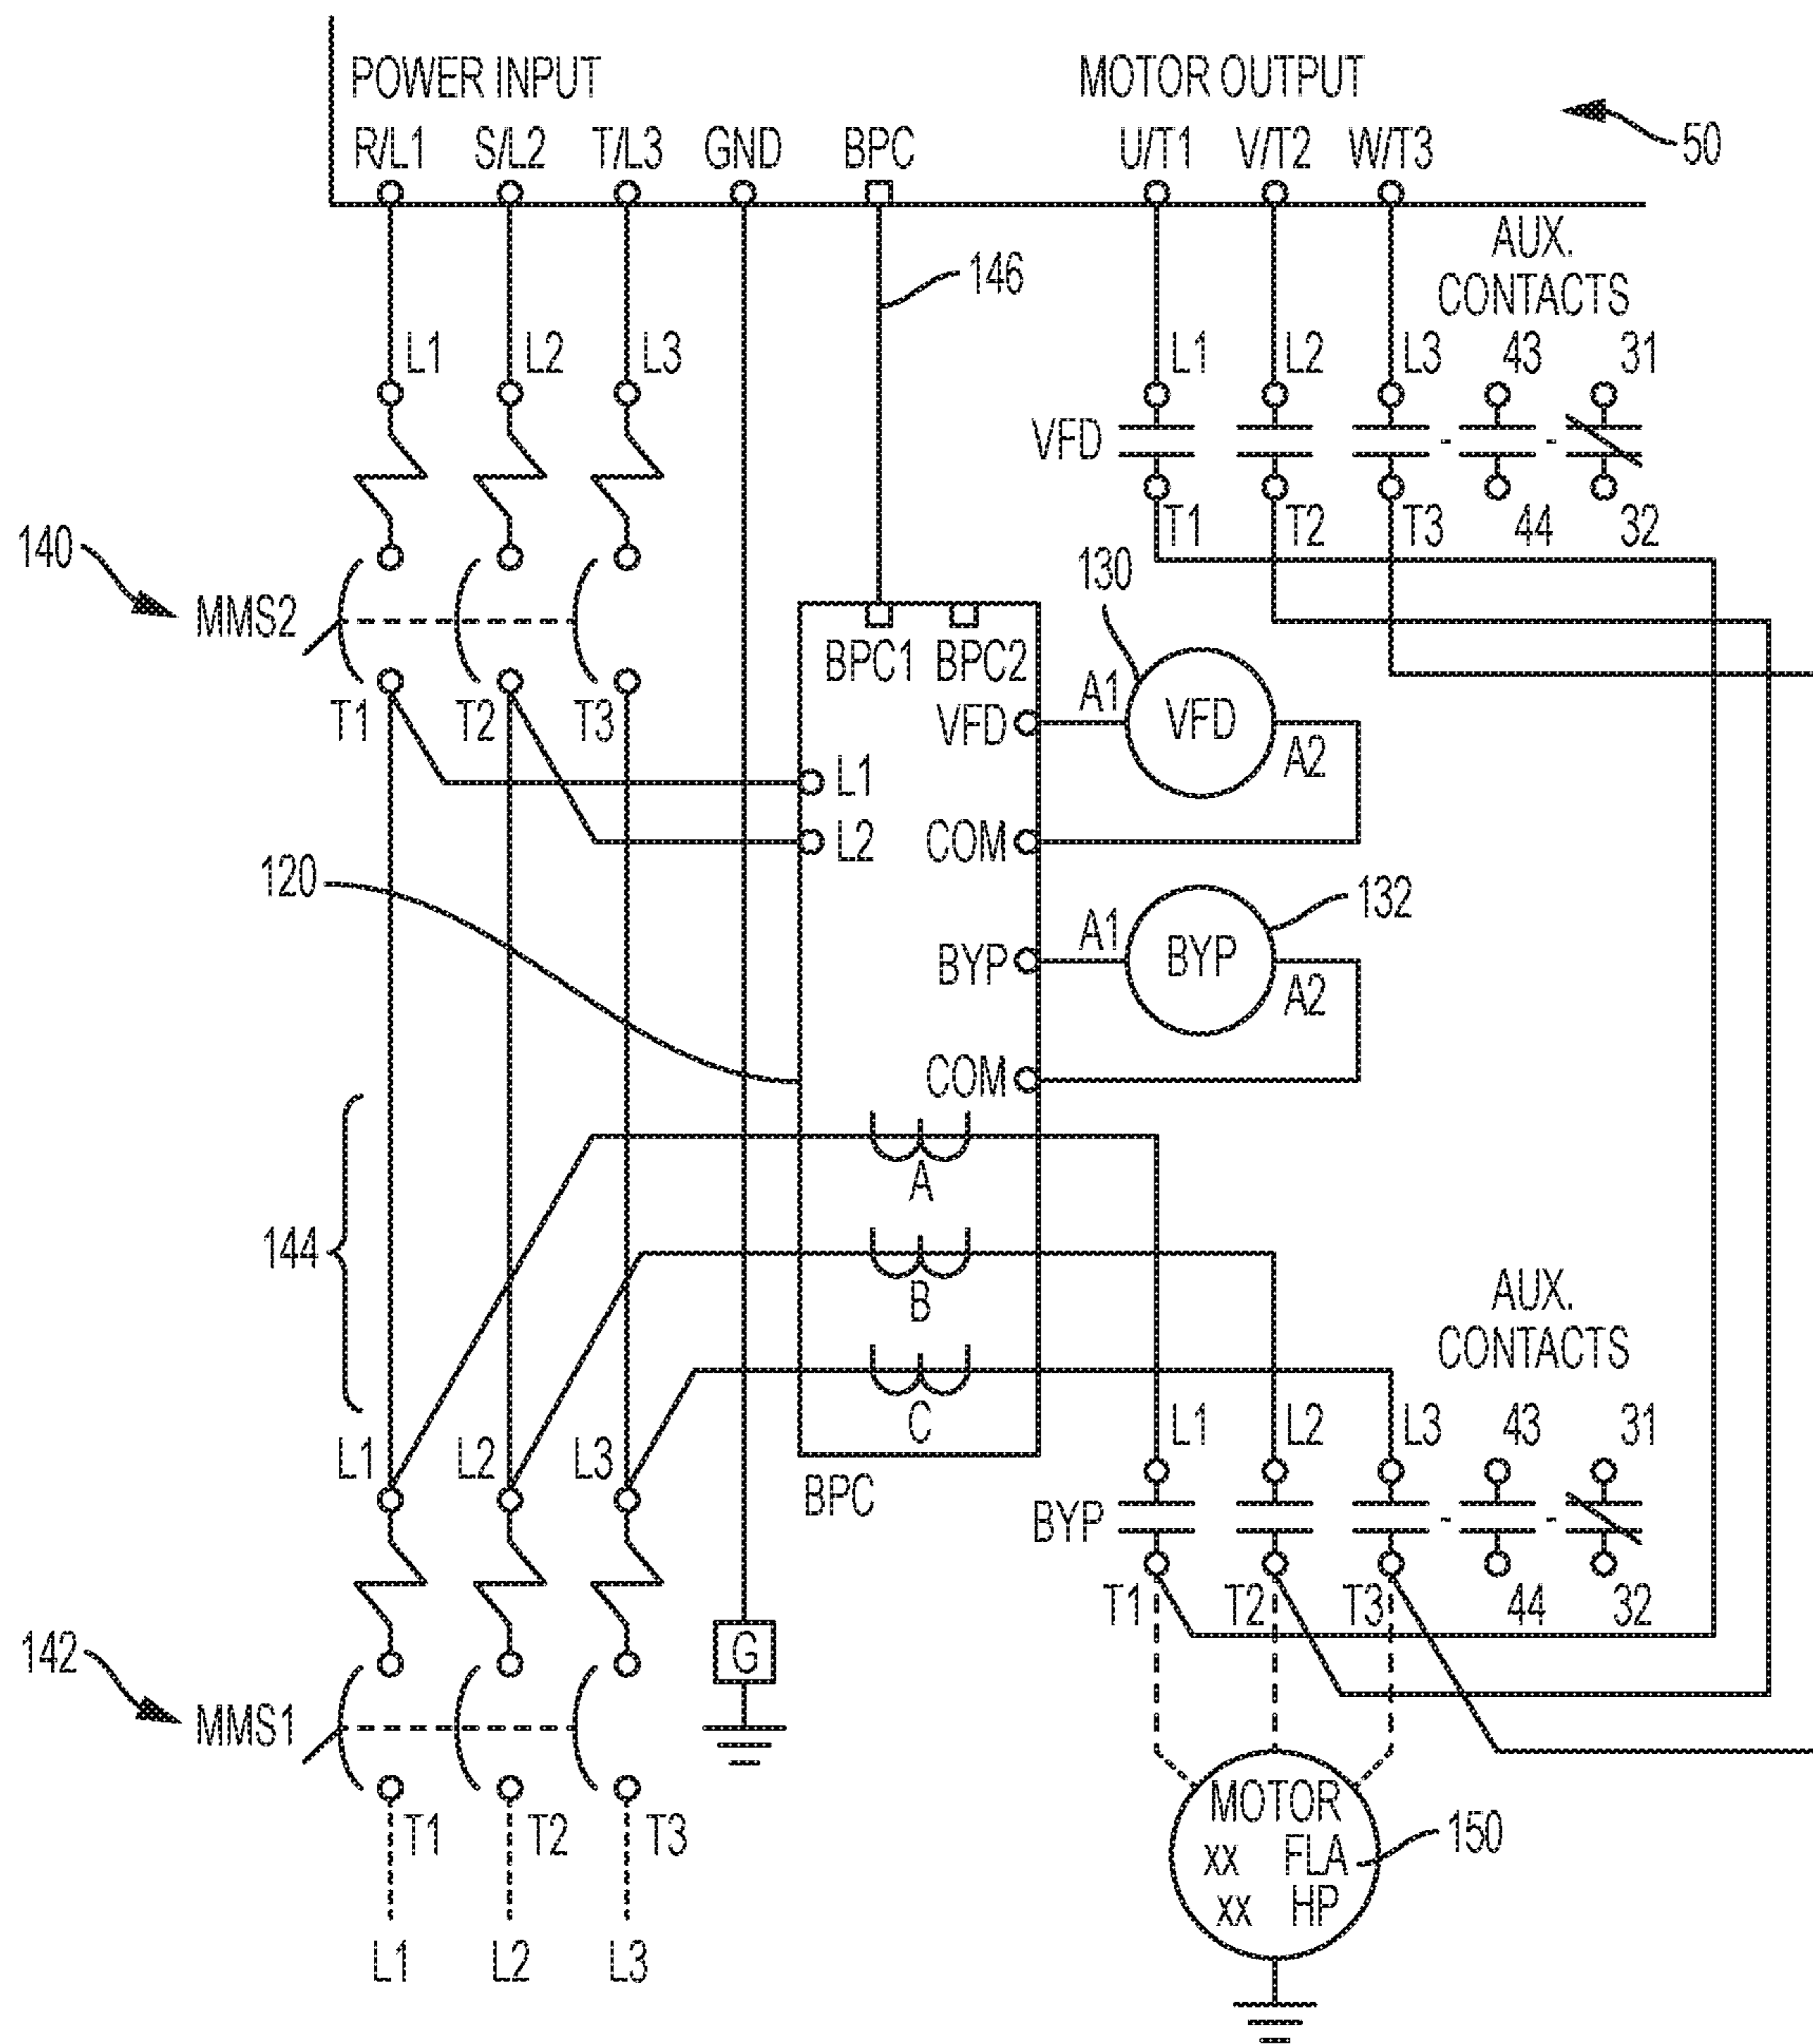 POWER INPUT MOTOR OUTPUT
R/L1 S/L2 T/L3 GND BPC U/T1 V/T2 W/T3 50
AUX.
CONTACTS
146
L1 L2 L3 L1 L2 L3 43 31
VFD
T1 T2 T3 44 32
140
MMS2
130
BPC1 BPC2
T1 T2 T3 VFD A1 VFD A2
L1
L2 COM
120
132
BYP A1 BYP A2
COM
A
144
B
AUX.
CONTACTS
C
L1 L2 L3 L1 L2 L3 43 31
BPC
BYP
T1 T2 T3 44 32
142
G
MMS1
T1 T2 T3
MOTOR
xx FLA 150
xx HP
L1 L2 L3